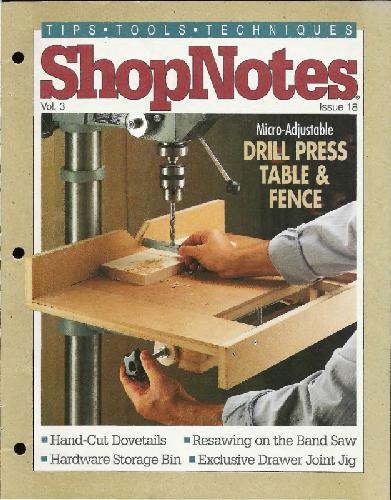 TIPS • TOOLS • TECHNIQUES
ShopNotes
Vol. 3
Issue 18
Micro-Adjustable
DRILL PRESS
TABLE &
FENCE
■ Hand-Cut Dovetails
■ Resawing on the Band Saw
■ Hardware Storage Bin
■ Exclusive Drawer Joint Jig